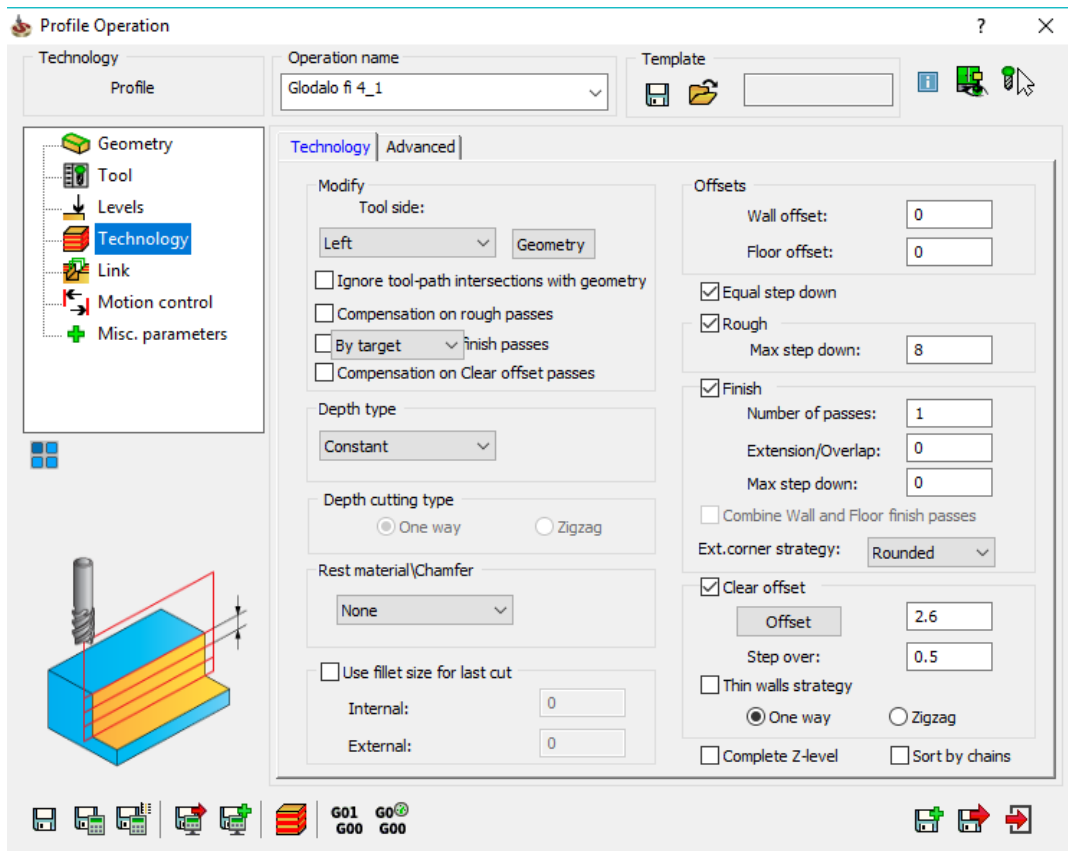 Profile Operation ?
Technology
Profile
Operation name
Glodalo fi 4_1
Template
Geometry
Tool
Levels
Technology
Link
Motion control
Misc. parameters
Technology Advanced
Modify
Tool side:
Left Geometry
Ignore tool-path intersections with geometry
Compensation on rough passes
By target finish passes
Compensation on Clear offset passes
Depth type
Constant
Depth cutting type
One way Zigzag
Rest material\Chamfer
None
Use fillet size for last cut
Internal: 0
External: 0
Offsets
Wall offset: 0
Floor offset: 0
Equal step down
Rough
Max step down: 8
Finish
Number of passes: 1
Extension/Overlap: 0
Max step down: 0
Combine Wall and Floor finish passes
Ext.corner strategy: Rounded
Clear offset
Offset 2.6
Step over: 0.5
Thin walls strategy
One way Zigzag
Complete Z-level Sort by chains
G01 G0
G00 G00